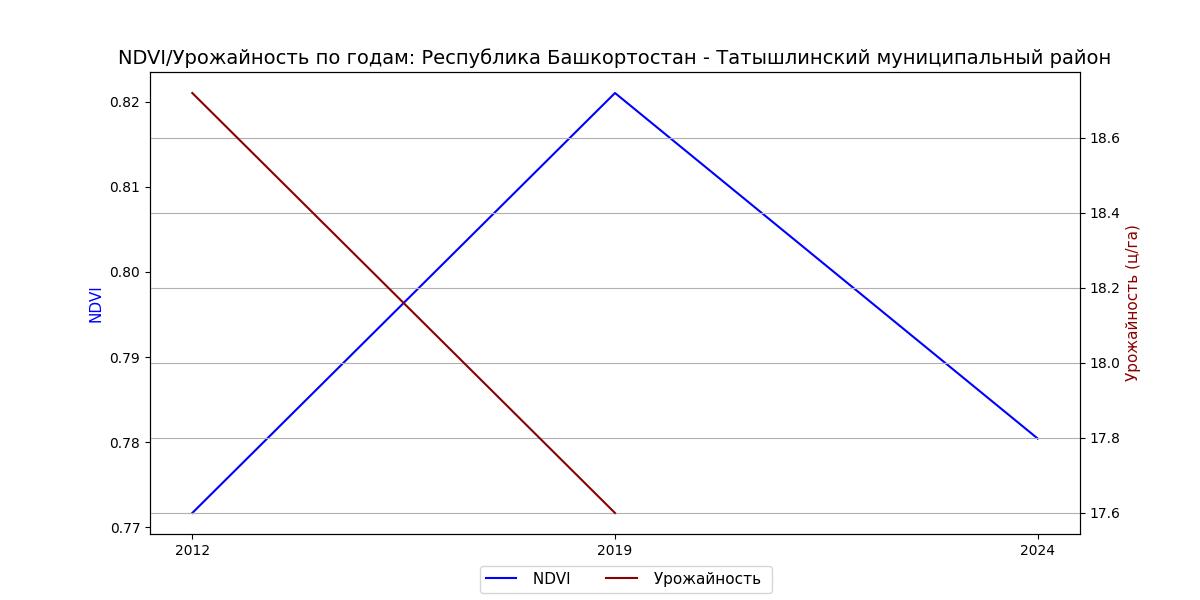 NDVI/Урожайность по годам: Республика Башкортостан - Татышлинский муниципальный район
0.82
0.81
0.80
0.79
0.78
0.77
NDVI
18.6
18.4
18.2
18.0
17.8
17.6
Урожайность (ц/га)
2012 2019 2024
NDVI Урожайность